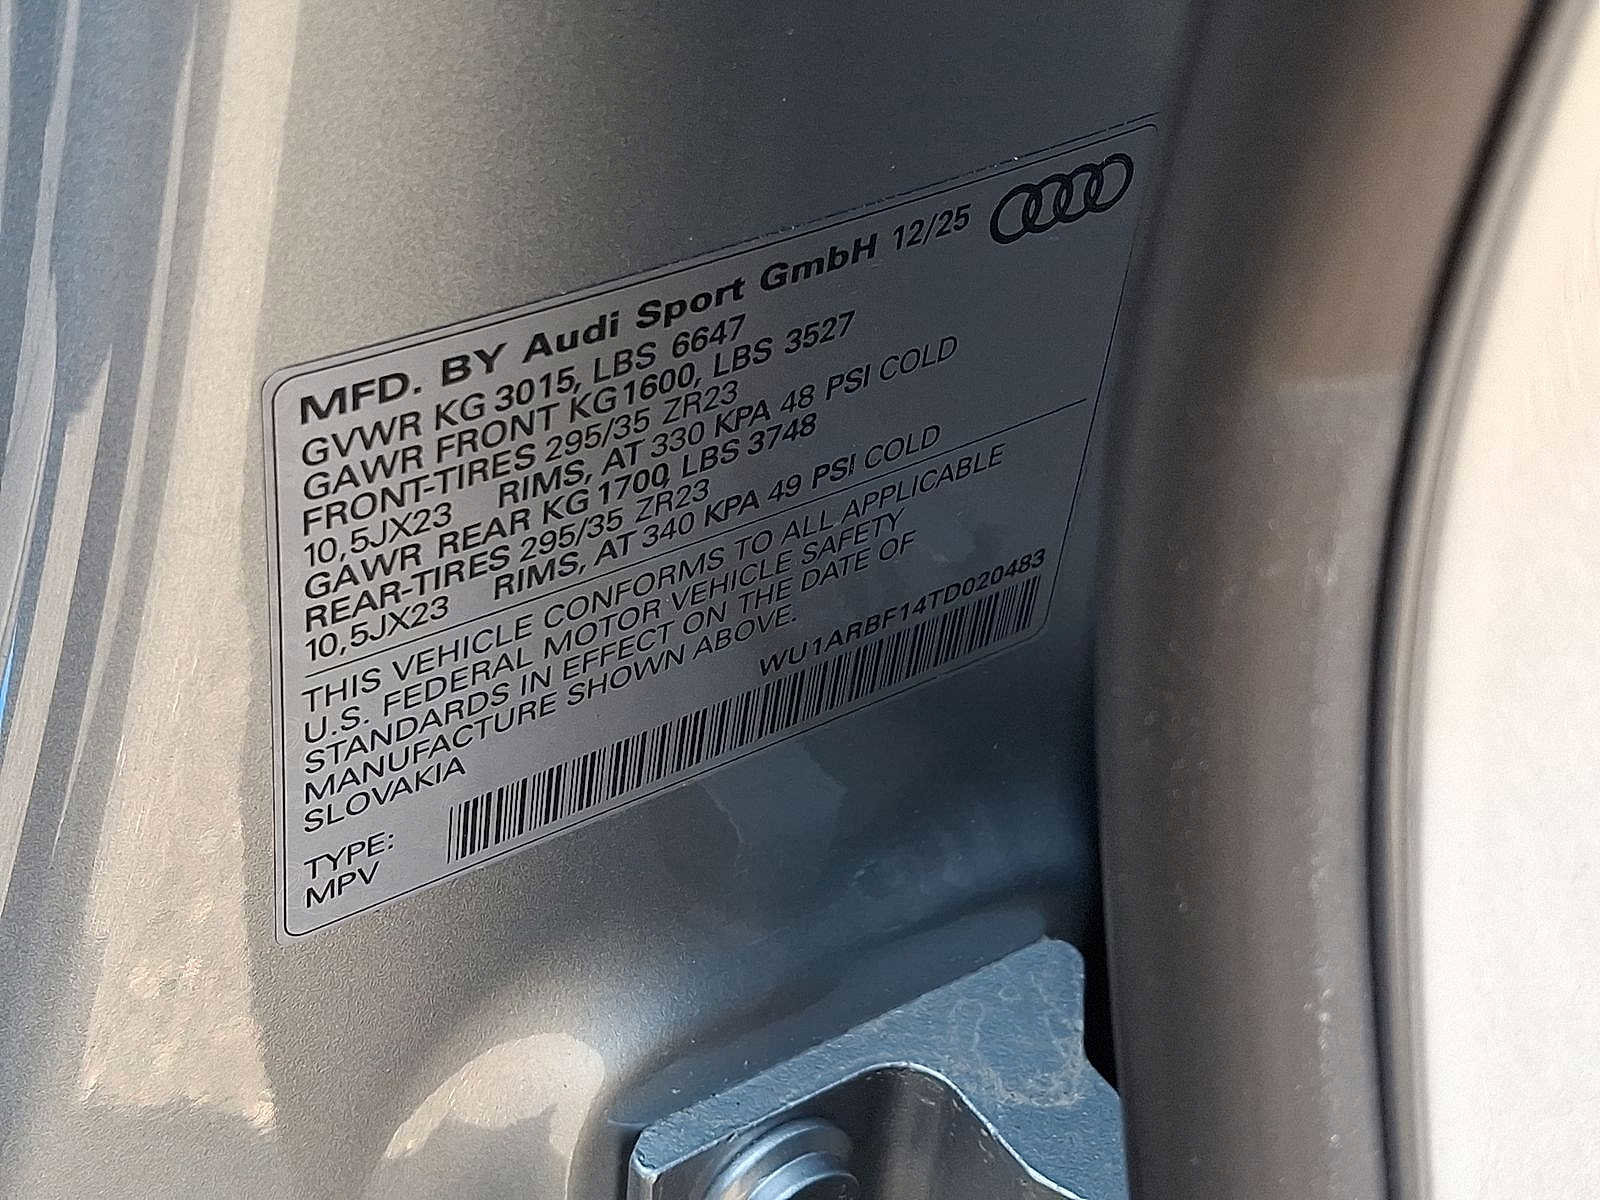 MFD. BY Audi Sport GmbH 12/25
GVWR KG 3015, LBS 6647
GAWR FRONT KG1600, LBS 3527
FRONT-TIRES 295/35 ZR23
10,5JX23 RIMS, AT 330 KPA 48 PSI COLD
GAWR REAR KG 1700, LBS 3748
REAR-TIRES 295/35 ZR23
10,5JX23 RIMS, AT 340 KPA 49 PSI COLD
THIS VEHICLE CONFORMS TO ALL APPLICABLE
U.S. FEDERAL MOTOR VEHICLE SAFETY
STANDARDS IN EFFECT ON THE DATE OF
MANUFACTURE SHOWN ABOVE.
SLOVAKIA
WU1ARBF14TD020483
TYPE:
MPV